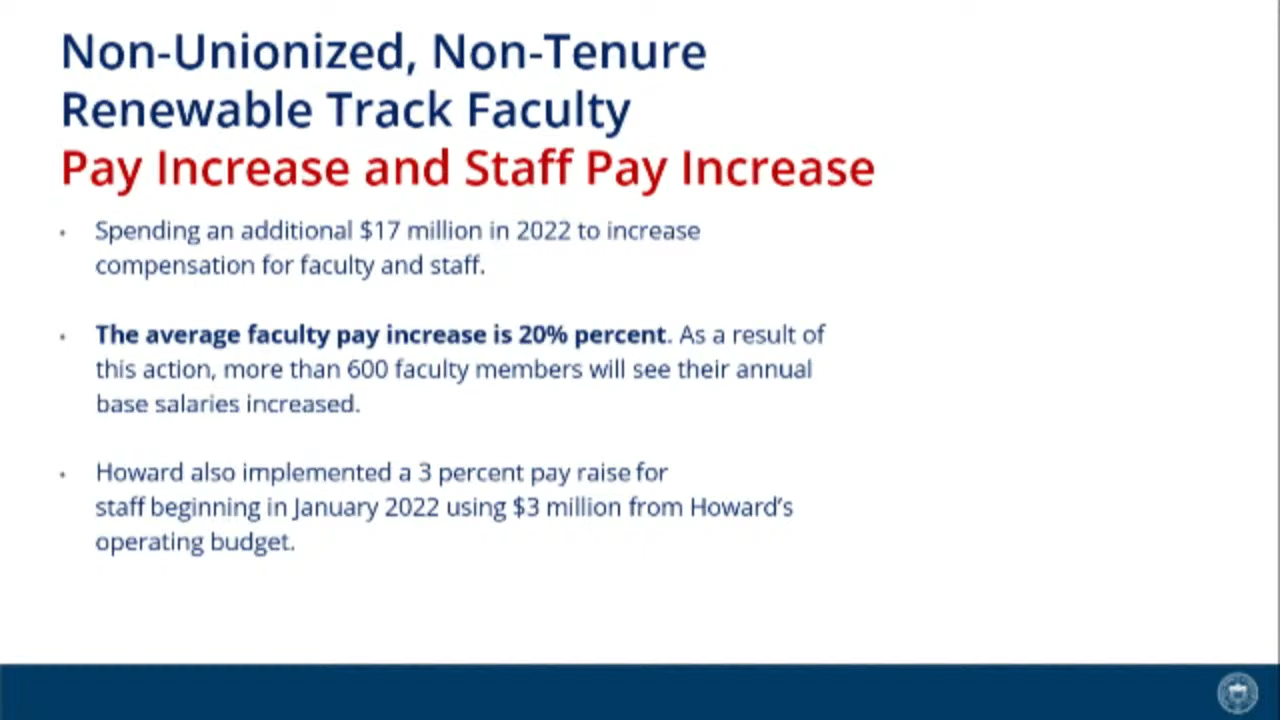 Non-Unionized, Non-Tenure
Renewable Track Faculty
Pay Increase and Staff Pay Increase
• Spending an additional $17 million in 2022 to increase
compensation for faculty and staff.
• The average faculty pay increase is 20% percent. As a result of
this action, more than 600 faculty members will see their annual
base salaries increased.
• Howard also implemented a 3 percent pay raise for
staff beginning in January 2022 using $3 million from Howard’s
operating budget.